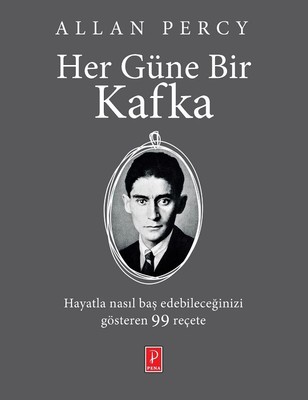 ALLAN PERCY
Her Güne Bir
Kafka
Hayatla nasıl baş edebileceğinizi
gösteren 99 reçete
P
PENA